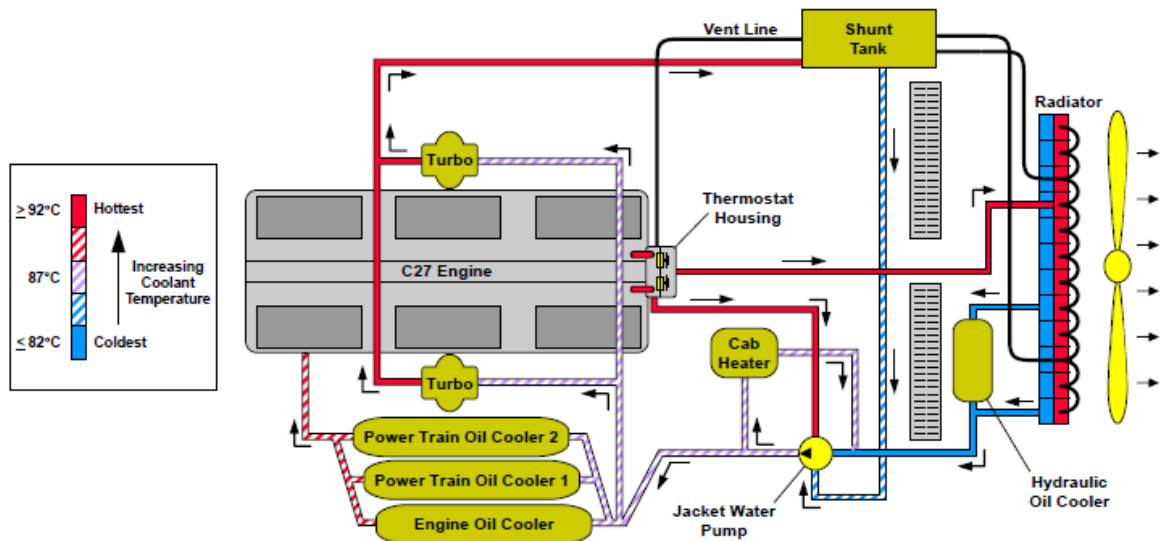 Vent Line
Shunt
Tank
Radiator
Turbo
≥ 92°C
Hottest
87°C
Increasing
Coolant
Temperature
≤ 82°C
Coldest
Thermostat
Housing
C27 Engine
Cab
Heater
Turbo
Power Train Oil Cooler 2
Power Train Oil Cooler 1
Engine Oil Cooler
Jacket Water
Pump
Hydraulic
Oil Cooler